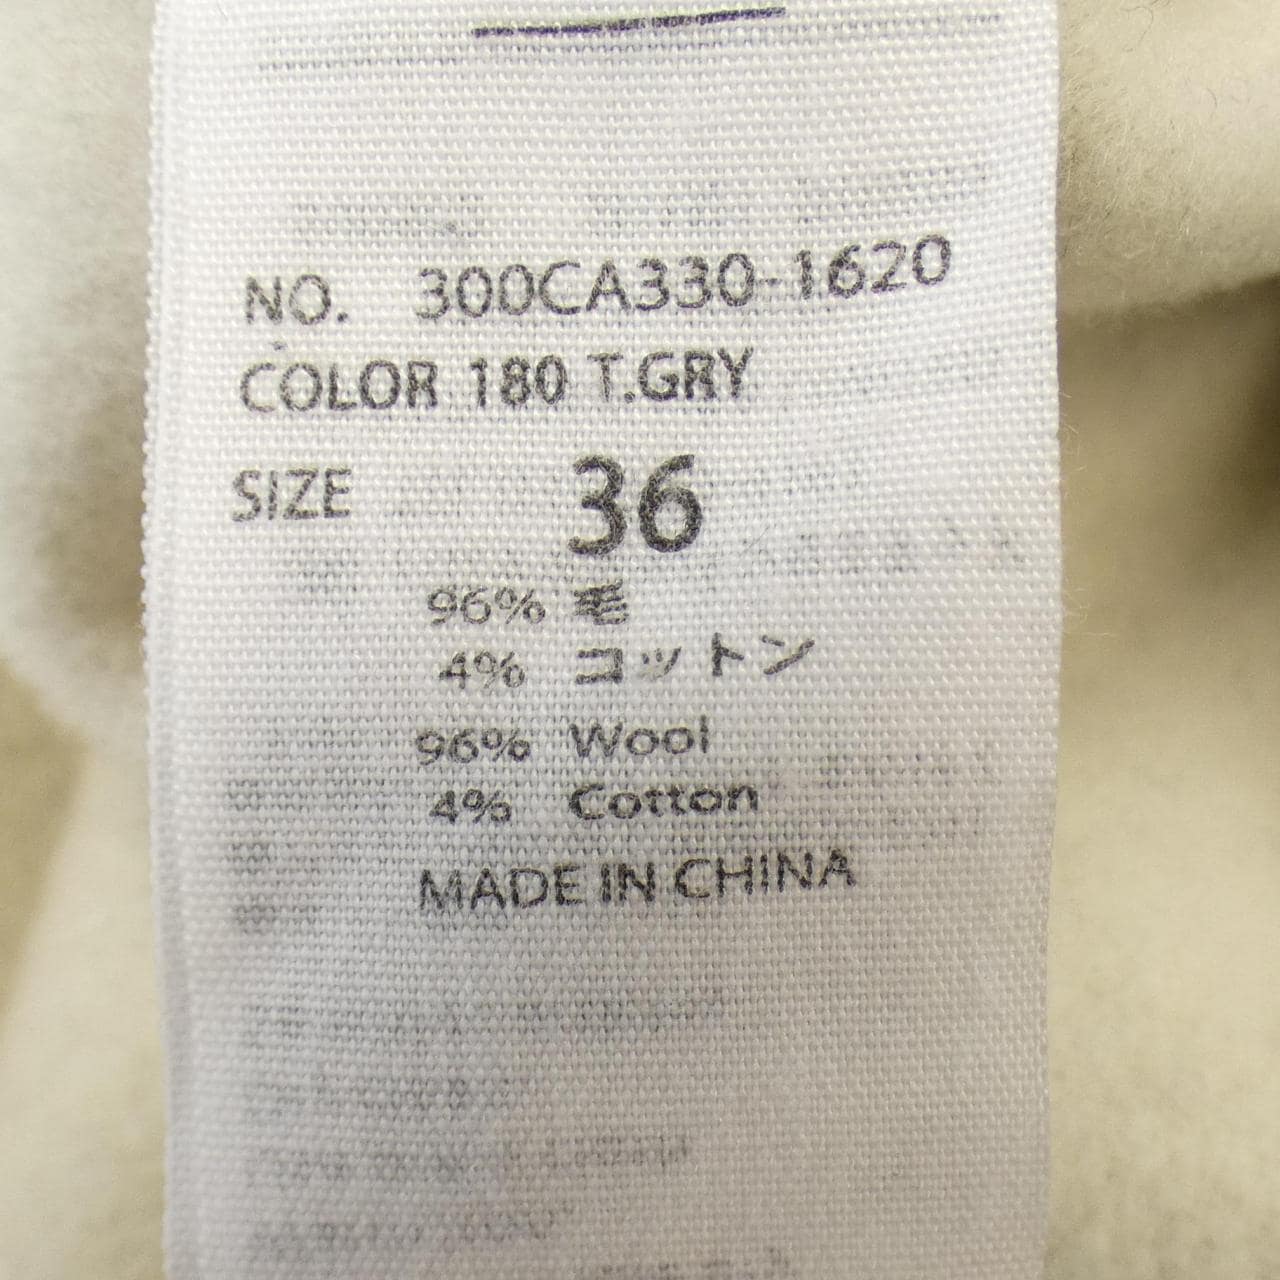 NO. 300CA330-1620
COLOR 180 T.GRY
SIZE 36
96% 毛
4% コットン
96% Wool
4% Cotton
MADE IN CHINA